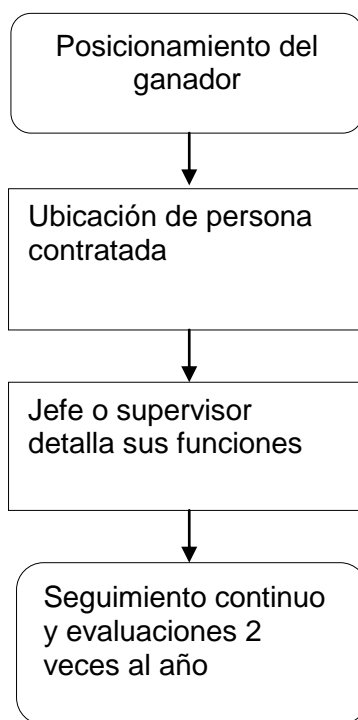 Posicionamiento del
ganador
Ubicación de persona
contratada
Jefe o supervisor
detalla sus funciones
Seguimiento continuo
y evaluaciones 2
veces al año